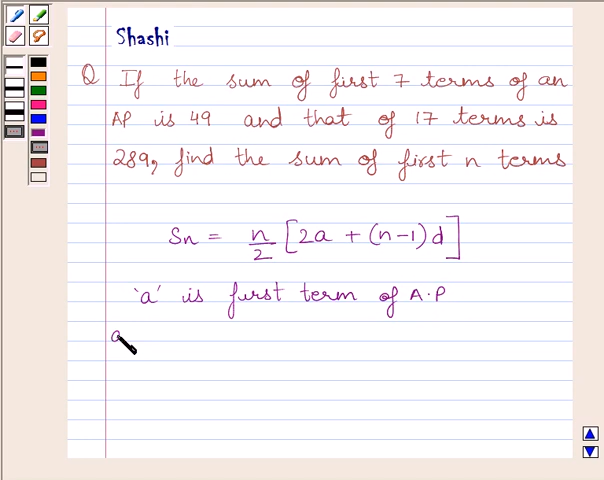 Shashi
Q If the sum of first 7 terms of an
AP is 49 and that of 17 terms is
289, find the sum of first n terms
Sn = n/2 [2a + (n-1)d]
'a' is first term of A.P